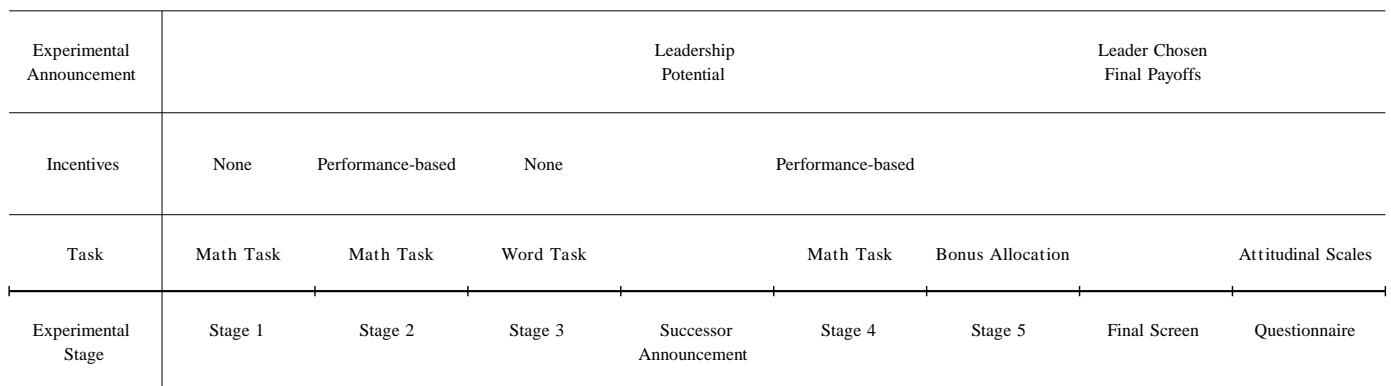 Experimental
Announcement
Leadership
Potential
Leader Chosen
Final Payoffs
Incentives
None
Performance-based
None
Performance-based
Task
Math Task
Math Task
Word Task
Math Task
Bonus Allocation
Attitudinal Scales
Experimental
Stage
Stage 1
Stage 2
Stage 3
Successor
Announcement
Stage 4
Stage 5
Final Screen
Questionnaire